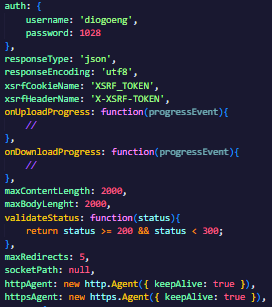 auth: {
username: 'diogoeng',
password: 1028
},
responseType: 'json',
responseEncoding: 'utf8',
xsrfCookieName: 'XSRF_TOKEN',
xsrfHeaderName: 'X-XSRF-TOKEN',
onUploadProgress: function(progressEvent){
//
},
onDownloadProgress: function(progressEvent){
//
},
maxContentLength: 2000,
maxBodyLenght: 2000,
validateStatus: function(status){
return status >= 200 && status < 300;
},
maxRedirects: 5,
socketPath: null,
httpAgent: new http.Agent({ keepAlive: true }),
httpsAgent: new https.Agent({ keepAlive: true }),